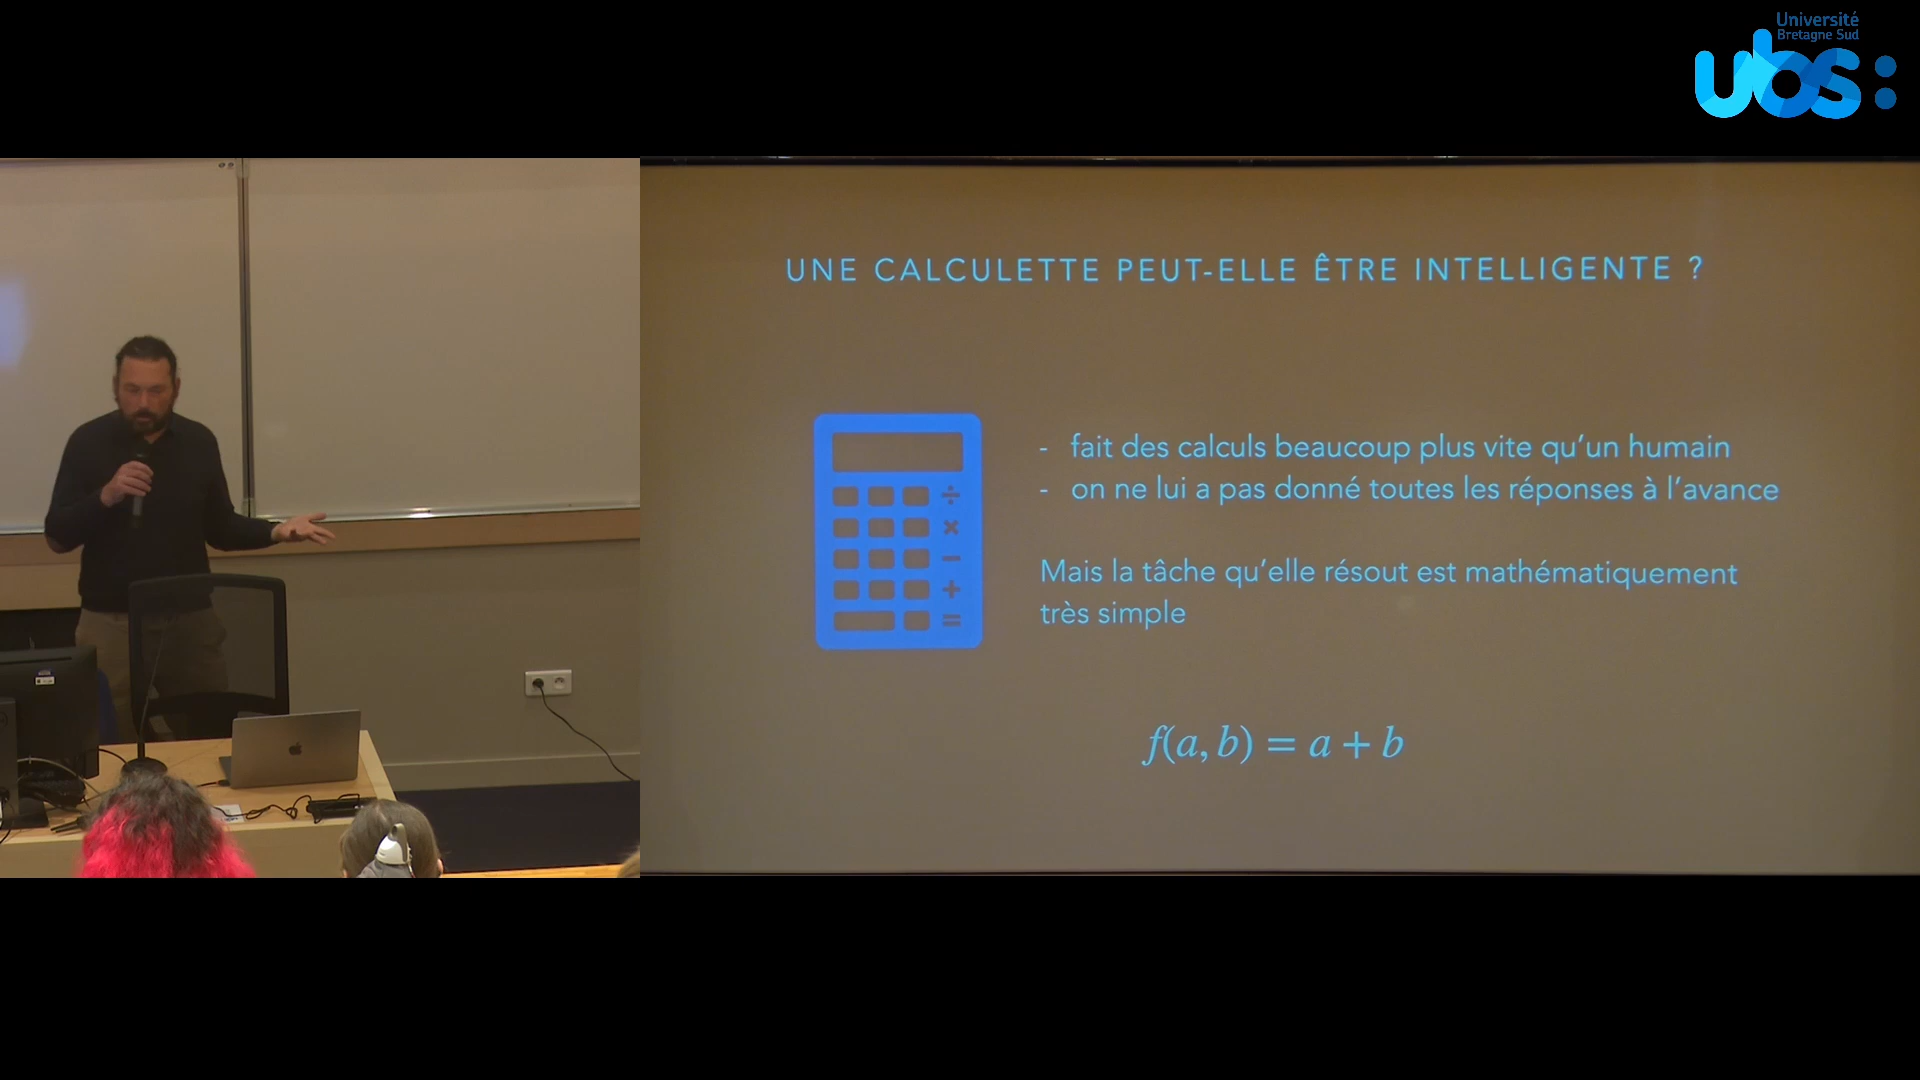 Université
Bretagne Sud
ubs:
UNE CALCULETTE PEUT-ELLE ÊTRE INTELLIGENTE ?
- fait des calculs beaucoup plus vite qu'un humain
- on ne lui a pas donné toutes les réponses à l'avance
Mais la tâche qu'elle résout est mathématiquement
très simple
÷
×
−
+
=
f(a, b) = a + b